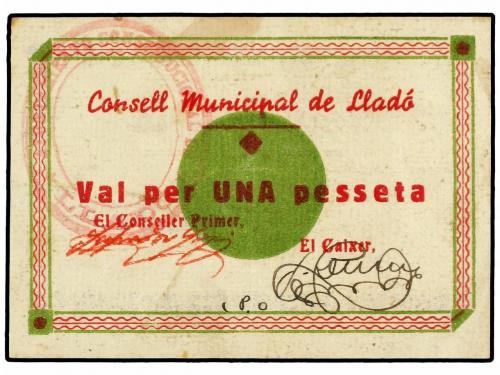 Consell Municipal de Lladó
Val per UNA pesseta
El Conseller Primer,
El Caixer,